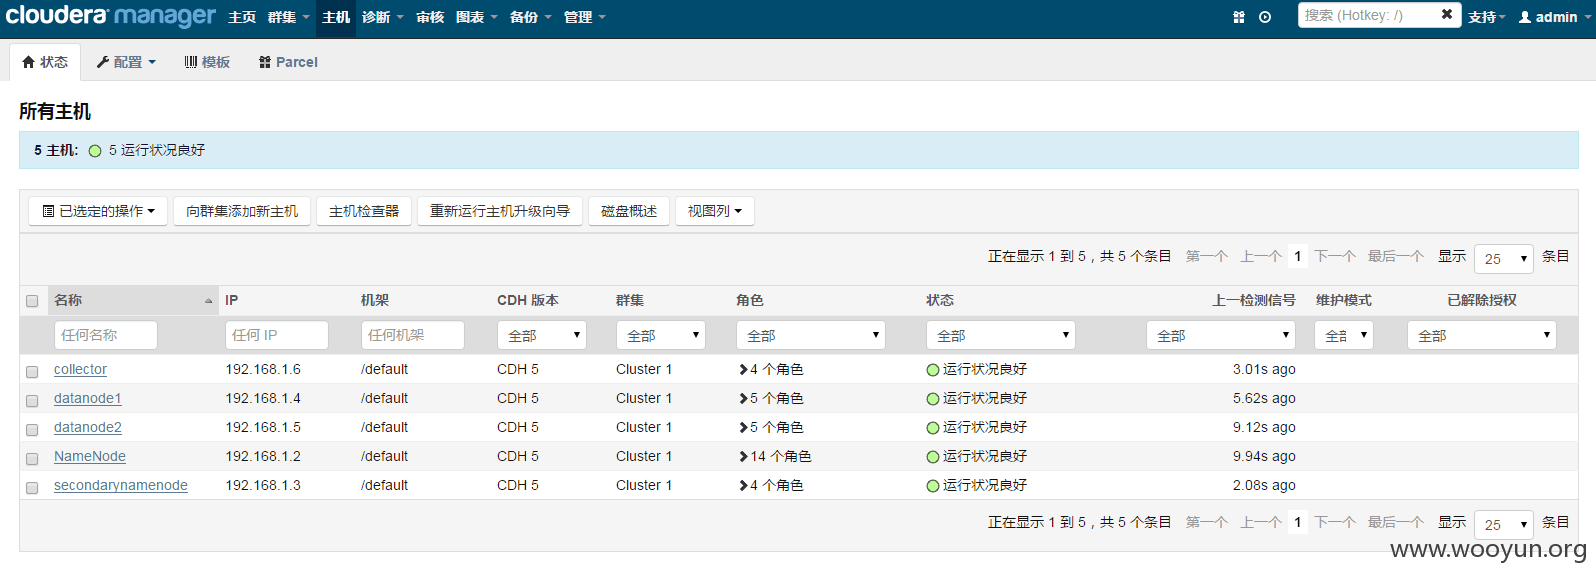 cloudera manager 主页 群集 主机 诊断 审核 图表 备份 管理 搜索 (Hotkey: /) 支持 admin
状态 配置 模板 Parcel
所有主机
5 主机: 5 运行状况良好
已选定的操作 向群集添加新主机 主机检查器 重新运行主机升级向导 磁盘概述 视图列
正在显示 1 到 5，共 5 个条目 第一个 上一个 1 下一个 最后一个 显示 25 条目
名称 IP 机架 CDH 版本 群集 角色 状态 上一检测信号 维护模式 已解除授权
任何名称 任何 IP 任何机架 全部 全部 全部 全部 全部 全部 全部
collector 192.168.1.6 /default CDH 5 Cluster 1 4 个角色 运行状况良好 3.01s ago
datanode1 192.168.1.4 /default CDH 5 Cluster 1 5 个角色 运行状况良好 5.62s ago
datanode2 192.168.1.5 /default CDH 5 Cluster 1 5 个角色 运行状况良好 9.12s ago
NameNode 192.168.1.2 /default CDH 5 Cluster 1 14 个角色 运行状况良好 9.94s ago
secondarynamenode 192.168.1.3 /default CDH 5 Cluster 1 4 个角色 运行状况良好 2.08s ago
正在显示 1 到 5，共 5 个条目 第一个 上一个 1 下一个 最后一个 显示 25 条目
www.wooyun.org